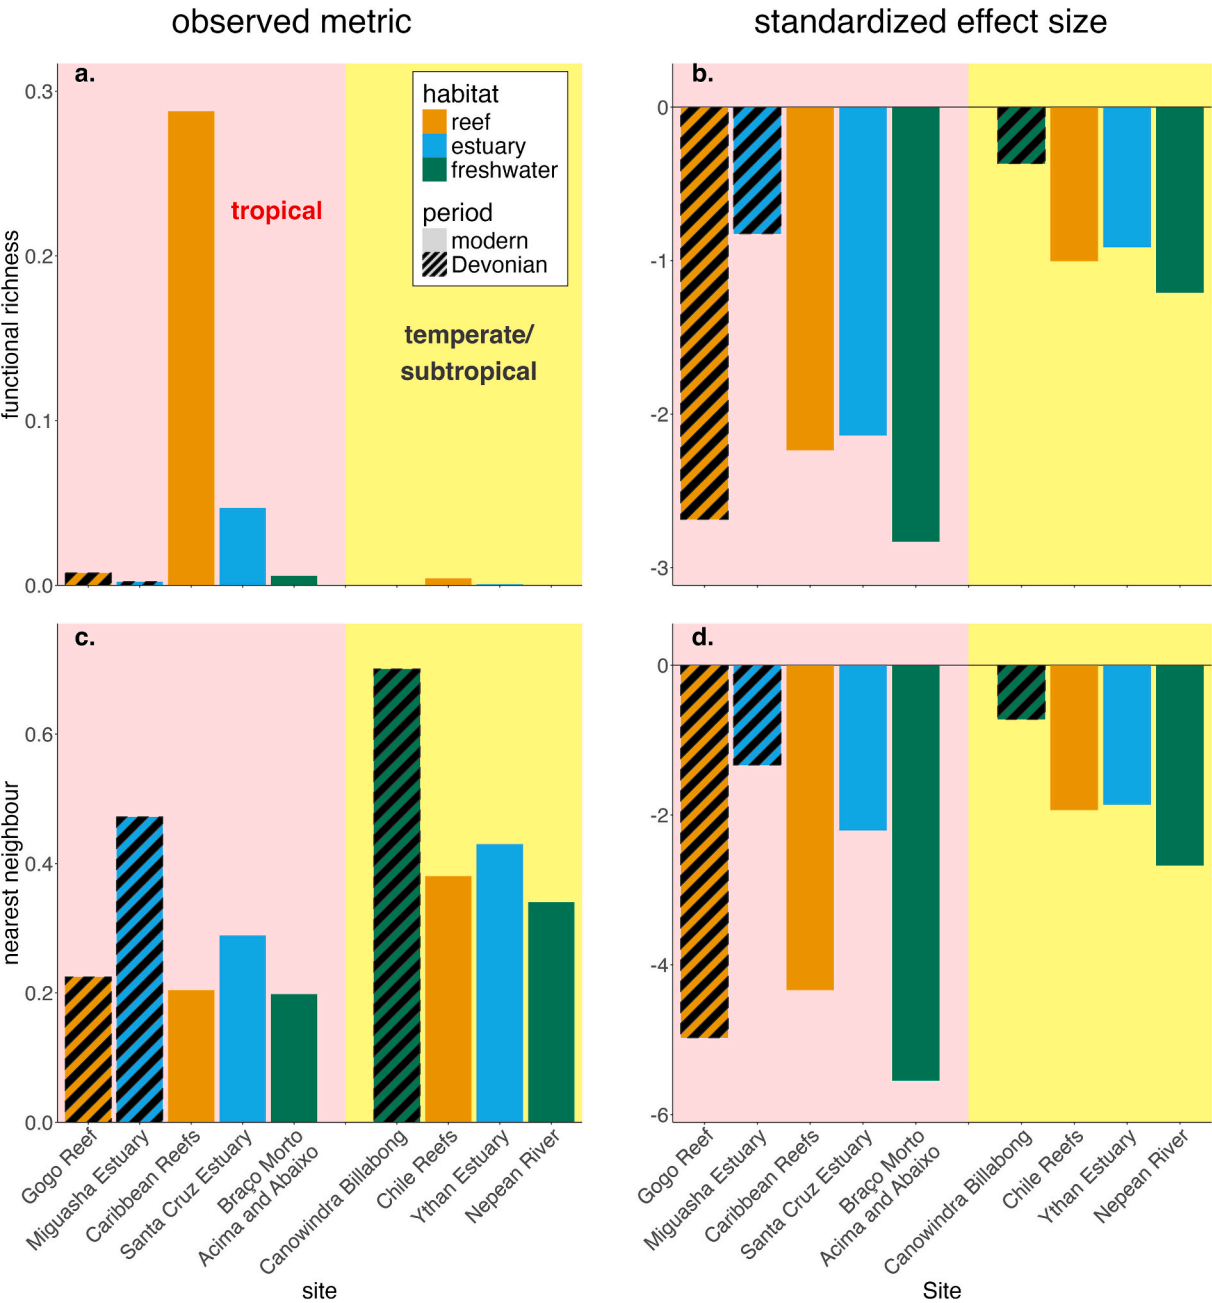 observed metric
standardized effect size
a.
habitat
reef
estuary
freshwater
period
modern
Devonian
tropical
temperate/
subtropical
functional richness
0.3
0.2
0.1
0.0
b.
0
-1
-2
-3
c.
nearest neighbour
0.6
0.4
0.2
0.0
Gogo Reef
Miguasha Estuary
Caribbean Reefs
Santa Cruz Estuary
Braço Morto
Acima and Abaixo
Canowindra Billabong
Chile Reefs
Ythan Estuary
Nepean River
site
d.
0
-2
-4
-6
Gogo Reef
Miguasha Estuary
Caribbean Reefs
Santa Cruz Estuary
Braço Morto
Acima and Abaixo
Canowindra Billabong
Chile Reefs
Ythan Estuary
Nepean River
Site